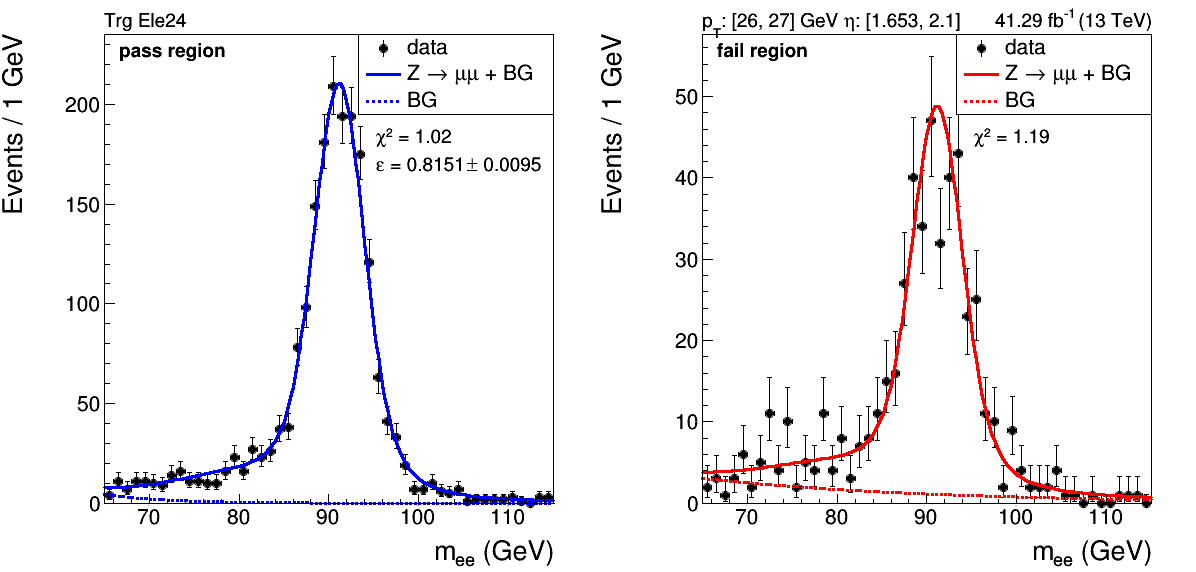 Trg Ele24
pass region
data
Z → μμ + BG
BG
χ² = 1.02
ε = 0.8151 ± 0.0095
Events / 1 GeV
200
150
100
50
0
70 80 90 100 110
m_ee (GeV)
p_T: [26, 27] GeV η: [1.653, 2.1] 41.29 fb⁻¹ (13 TeV)
fail region
data
Z → μμ + BG
BG
χ² = 1.19
Events / 1 GeV
50
40
30
20
10
0
70 80 90 100 110
m_ee (GeV)